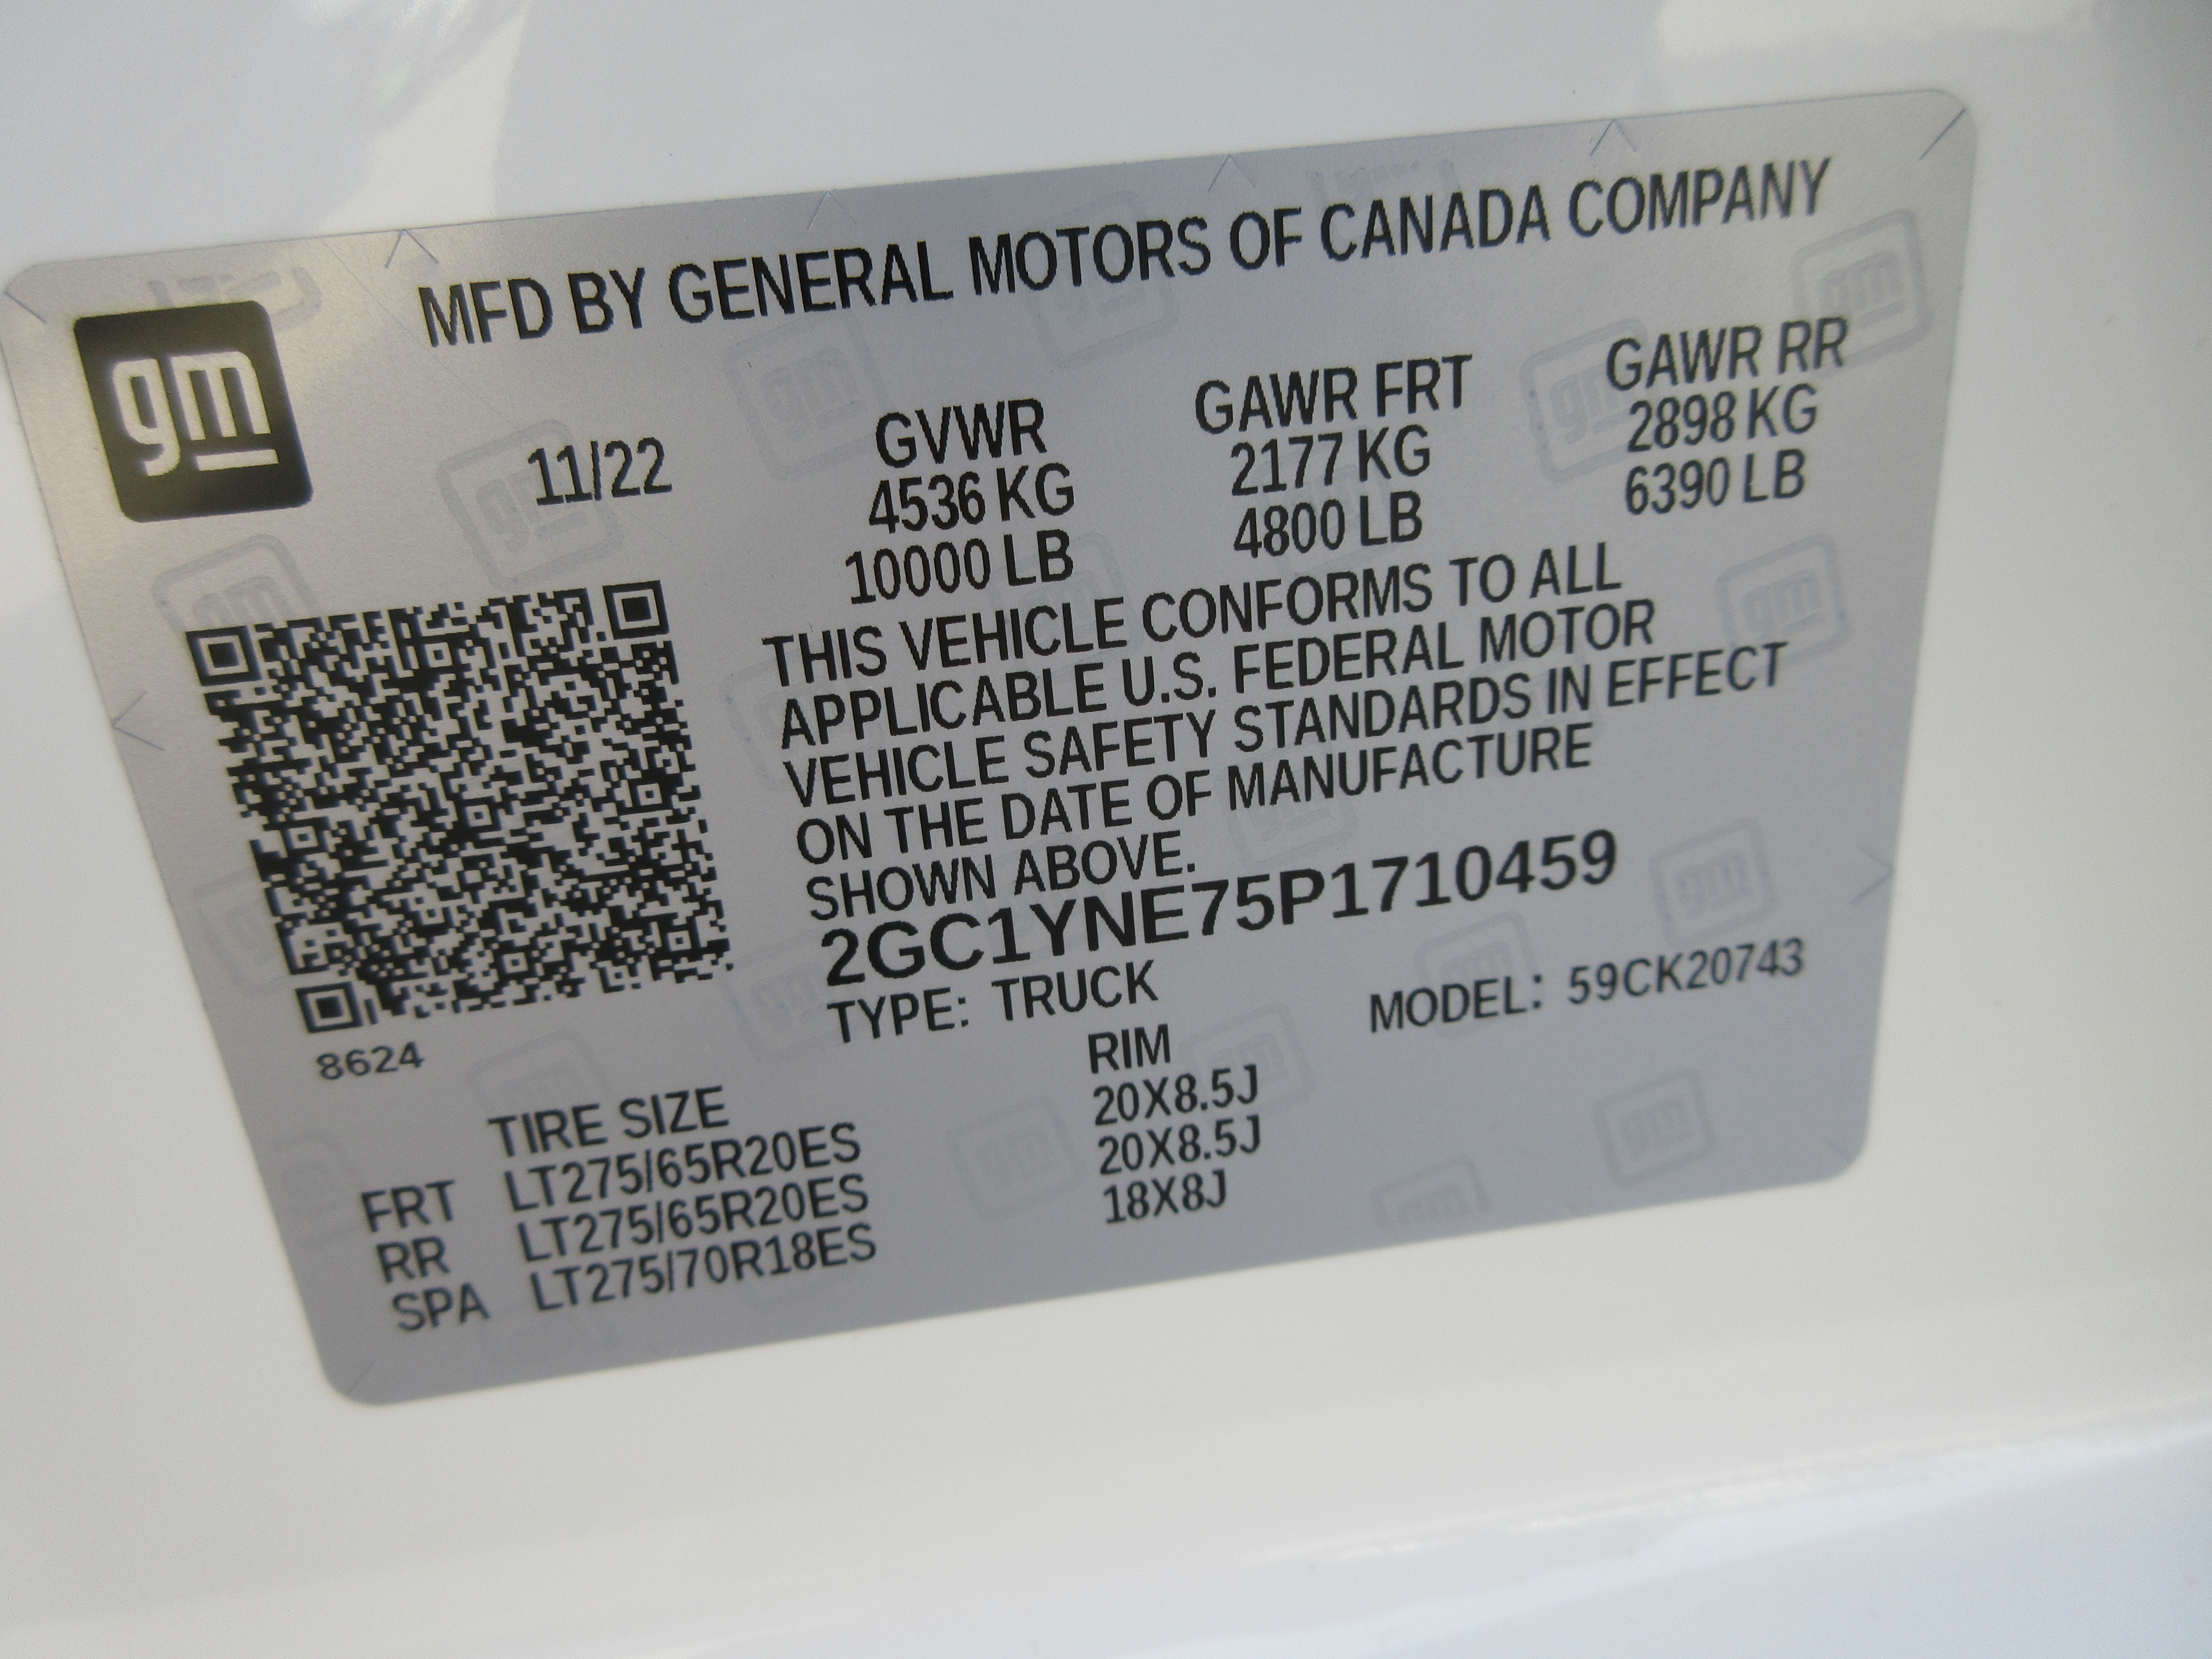 gm
MFD BY GENERAL MOTORS OF CANADA COMPANY
11/22
GVWR
4536 KG
10000 LB
GAWR FRT
2177 KG
4800 LB
GAWR RR
2898 KG
6390 LB
THIS VEHICLE CONFORMS TO ALL
APPLICABLE U.S. FEDERAL MOTOR
VEHICLE SAFETY STANDARDS IN EFFECT
ON THE DATE OF MANUFACTURE
SHOWN ABOVE.
2GC1YNE75P1710459
TYPE: TRUCK MODEL: 59CK20743
8624
TIRE SIZE RIM
FRT LT275/65R20ES 20X8.5J
RR LT275/65R20ES 20X8.5J
SPA LT275/70R18ES 18X8J